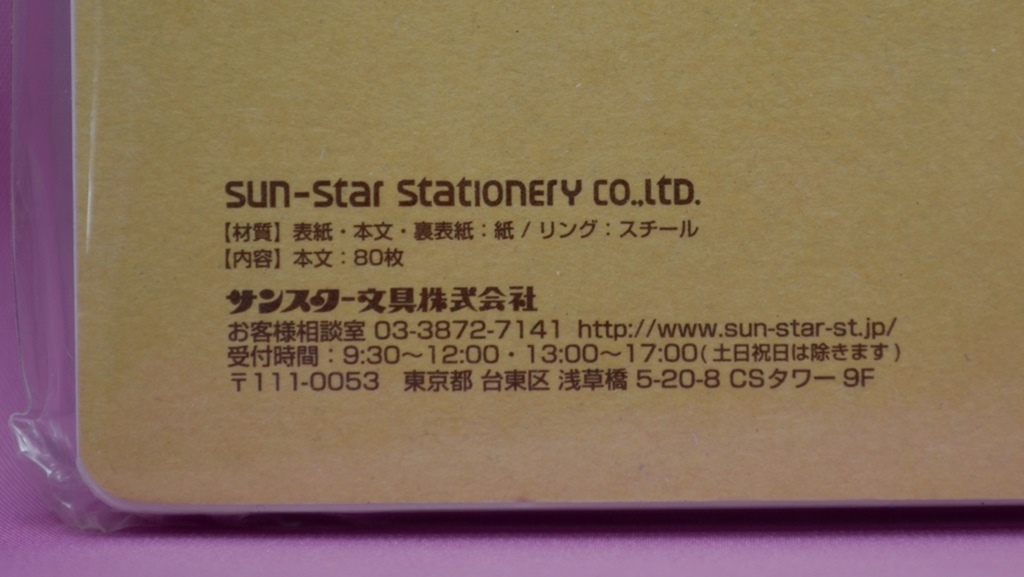 sun-star stationery co.,ltd.
【材質】表紙・本文・裏表紙：紙 / リング：スチール
【内容】本文：80枚
サンスター文具株式会社
お客様相談室 03-3872-7141 http://www.sun-star-st.jp/
受付時間：9:30～12:00・13:00～17:00(土日祝日は除きます)
〒111-0053 東京都 台東区 浅草橋 5-20-8 CSタワー 9F